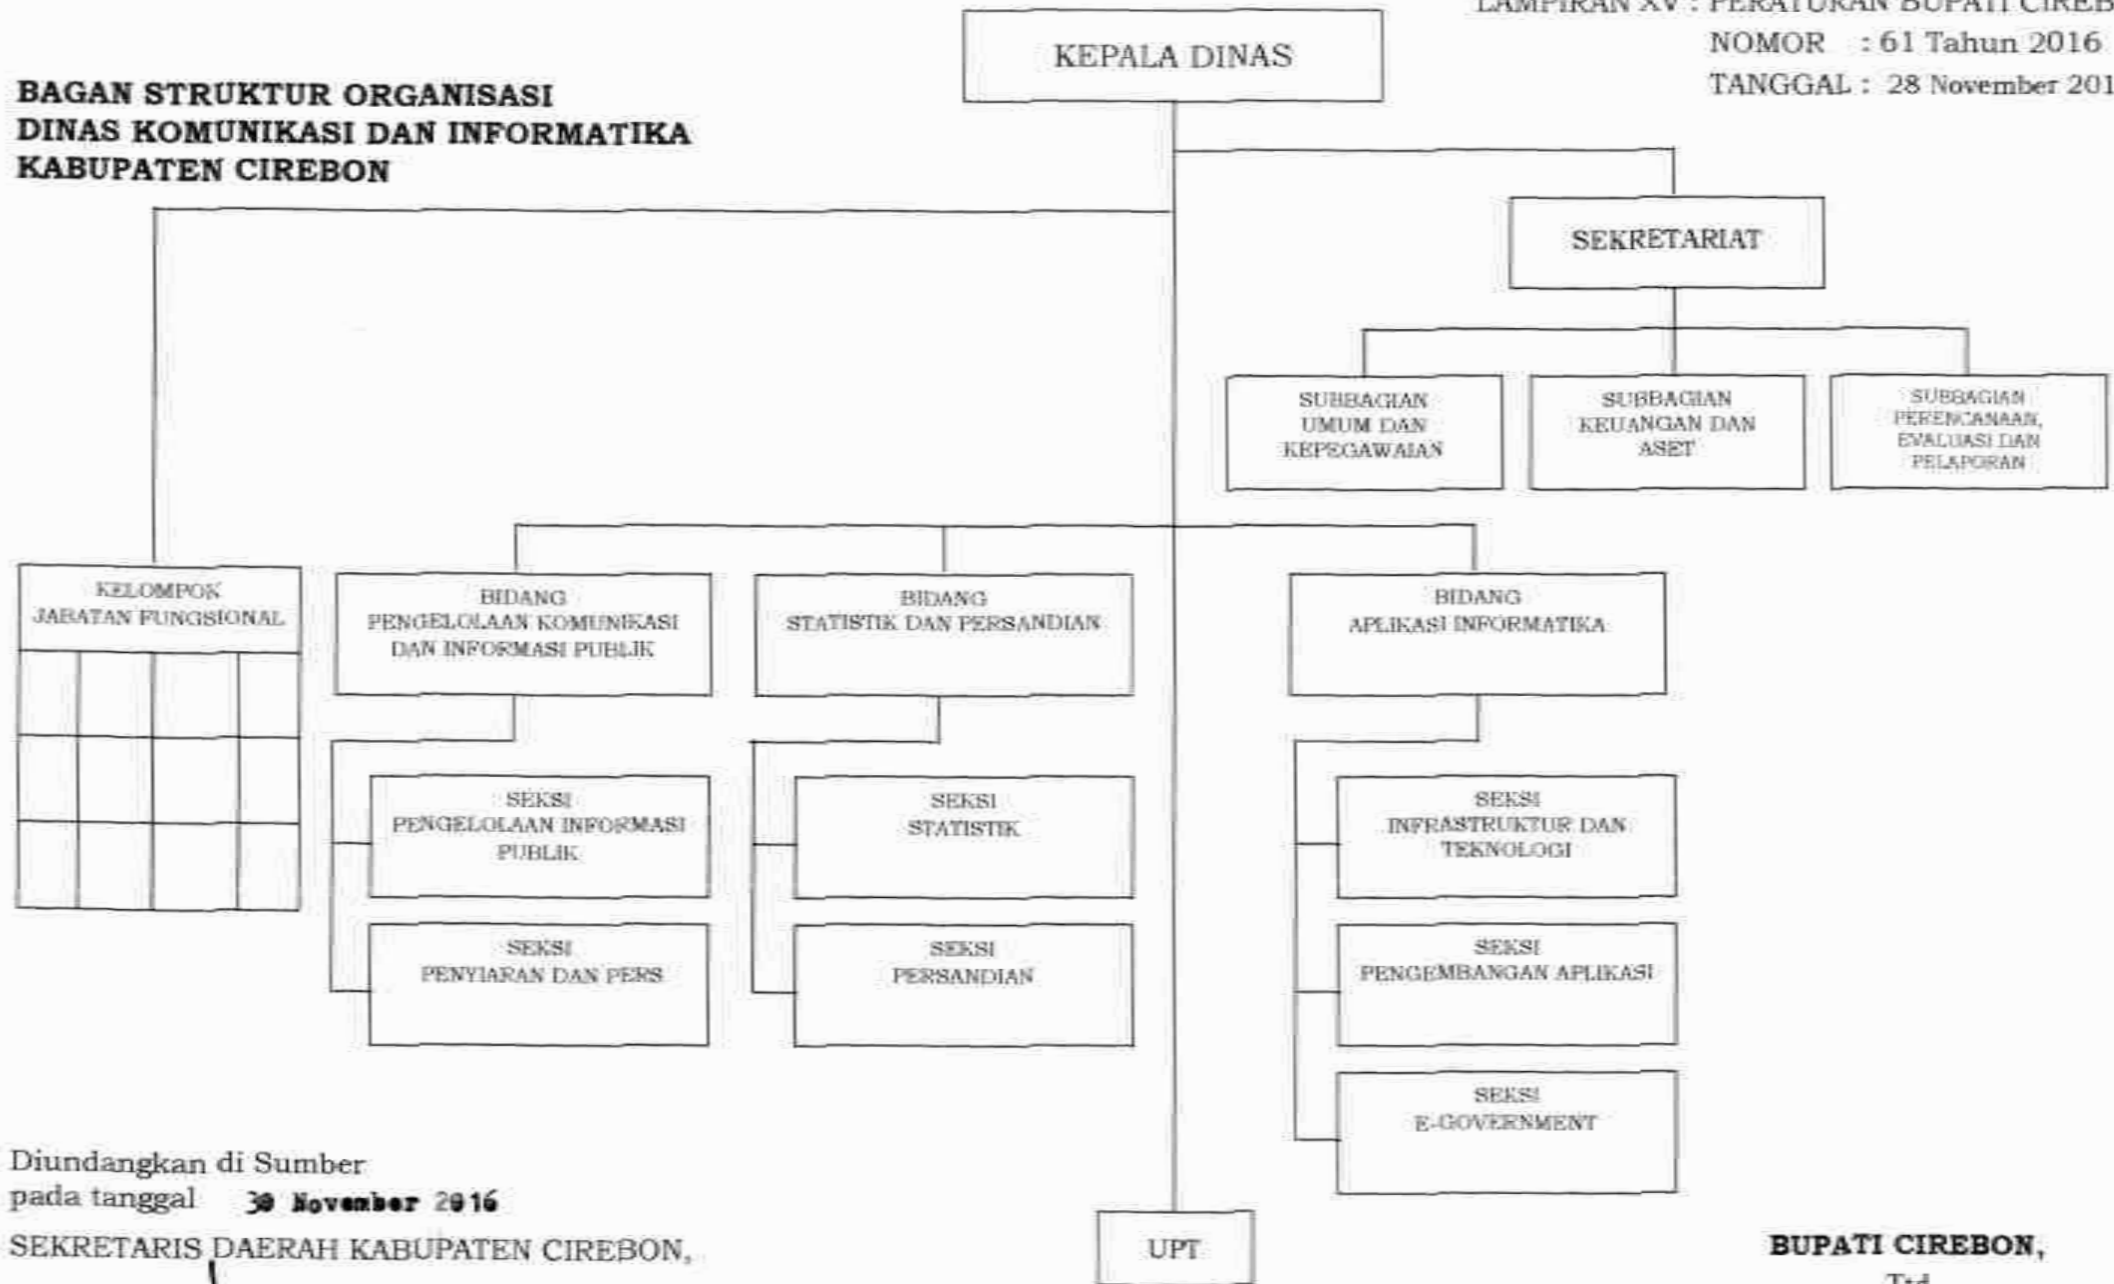 LAMPIRAN XV : PERATURAN BUPATI CIREB
NOMOR : 61 Tahun 2016
TANGGAL : 28 November 201
BAGAN STRUKTUR ORGANISASI
DINAS KOMUNIKASI DAN INFORMATIKA
KABUPATEN CIREBON
KEPALA DINAS
SEKRETARIAT
SUBBAGIAN
UMUM DAN
KEPEGAWAIAN
SUBBAGIAN
KEUANGAN DAN
ASET
SUBBAGIAN
PERENCANAAN,
EVALUASI DAN
PELAPORAN
KELOMPOK
JABATAN FUNGSIONAL
BIDANG
PENGELOLAAN KOMUNIKASI
DAN INFORMASI PUBLIK
BIDANG
STATISTIK DAN PERSANDIAN
BIDANG
APLIKASI INFORMATIKA
SEKSI
PENGELOLAAN INFORMASI
PUBLIK
SEKSI
PENYIARAN DAN PERS
SEKSI
STATISTIK
SEKSI
PERSANDIAN
SEKSI
INFRASTRUKTUR DAN
TEKNOLOGI
SEKSI
PENGEMBANGAN APLIKASI
SEKSI
E-GOVERNMENT
UPT
Diundangkan di Sumber
pada tanggal 30 November 2016
SEKRETARIS DAERAH KABUPATEN CIREBON,
BUPATI CIREBON,
Ttd